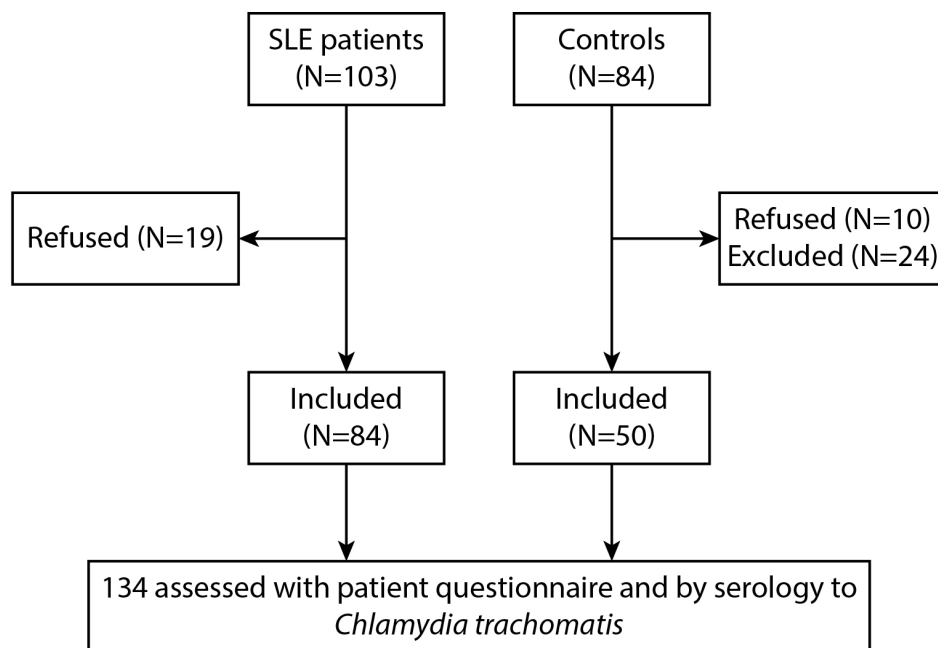 SLE patients
(N=103)
Controls
(N=84)
Refused (N=19)
Refused (N=10)
Excluded (N=24)
Included
(N=84)
Included
(N=50)
134 assessed with patient questionnaire and by serology to
Chlamydia trachomatis